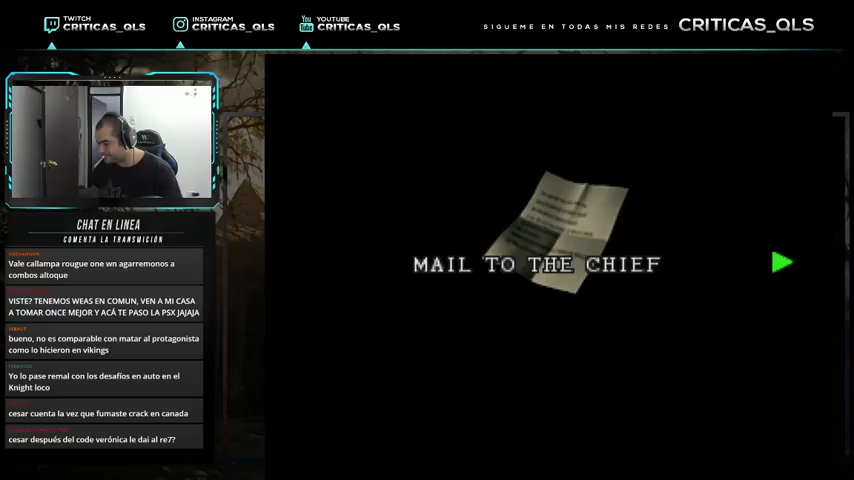 TWITCH
CRITICAS_QLS
INSTAGRAM
CRITICAS_QLS
You Tube
YOUTUBE
CRITICAS_QLS
SIGUEME EN TODAS MIS REDES
CRITICAS_QLS
CHAT EN LINEA
COMENTA LA TRANSMICIÓN
Vale callampa rougue one wn agarremonos a
combos altoque
VISTE? TENEMOS WEAS EN COMUN, VEN A MI CASA
A TOMAR ONCE MEJOR Y ACÁ TE PASO LA PSX JAJAJA
bueno, no es comparable con matar al protagonista
como lo hicieron en vikings
Yo lo pase remal con los desafíos en auto en el
Knight loco
cesar cuenta la vez que fumaste crack en canada
cesar después del code verónica le dai al re7?
MAIL TO THE CHIEF